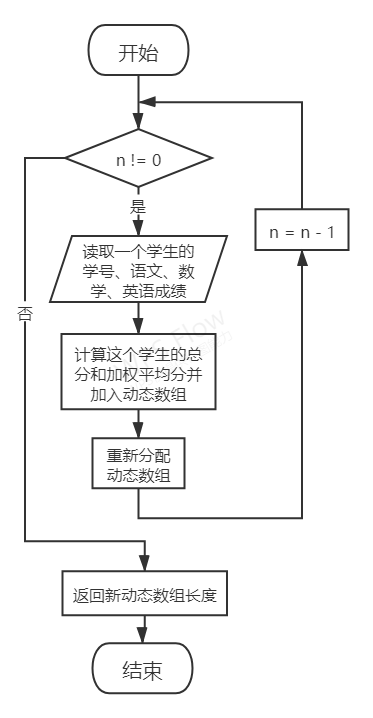 开始
n != 0
是
n = n - 1
读取一个学生的
学号、语文、数
学、英语成绩
否
计算这个学生的总
分和加权平均分并
加入动态数组
重新分配
动态数组
返回新动态数组长度
结束